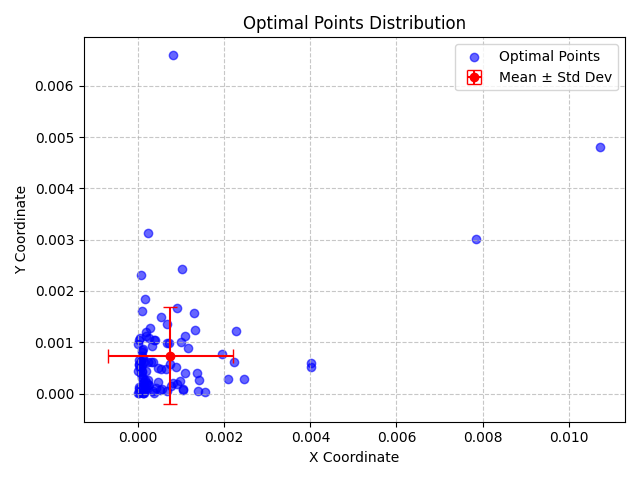 Optimal Points Distribution
Optimal Points
Mean ± Std Dev
Y Coordinate
0.006
0.005
0.004
0.003
0.002
0.001
0.000
0.000 0.002 0.004 0.006 0.008 0.010
X Coordinate